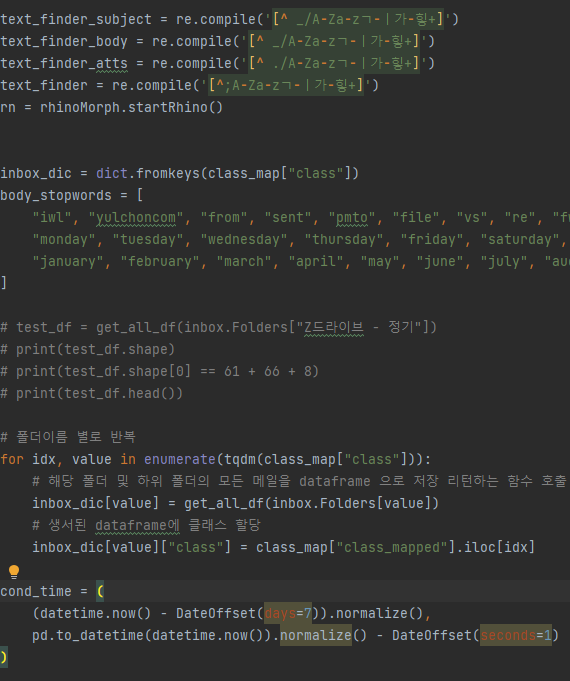 text_finder_subject = re.compile('[^ _/A-Za-zㄱ-ㅣ가-힣+]')
text_finder_body = re.compile('[^ _/A-Za-zㄱ-ㅣ가-힣+]')
text_finder_atts = re.compile('[^ ./A-Za-zㄱ-ㅣ가-힣+]')
text_finder = re.compile('[^;A-Za-zㄱ-ㅣ가-힣+]')
rn = rhinoMorph.startRhino()
inbox_dic = dict.fromkeys(class_map["class"])
body_stopwords = [
"iwl", "yulchoncom", "from", "sent", "pmto", "file", "vs", "re",
"monday", "tuesday", "wednesday", "thursday", "friday", "saturday",
"january", "february", "march", "april", "may", "june", "july",
]
# test_df = get_all_df(inbox.Folders["Z드라이브 - 정기"])
# print(test_df.shape)
# print(test_df.shape[0] == 61 + 66 + 8)
# print(test_df.head())
# 폴더이름 별로 반복
for idx, value in enumerate(tqdm(class_map["class"])):
# 해당 폴더 및 하위 폴더의 모든 메일을 dataframe 으로 저장 리턴하는 함수 호출
inbox_dic[value] = get_all_df(inbox.Folders[value])
# 생서된 dataframe에 클래스 할당
inbox_dic[value]["class"] = class_map["class_mapped"].iloc[idx]
cond_time = (
(datetime.now() - DateOffset(days=7)).normalize(),
pd.to_datetime(datetime.now()).normalize() - DateOffset(seconds=1)
)